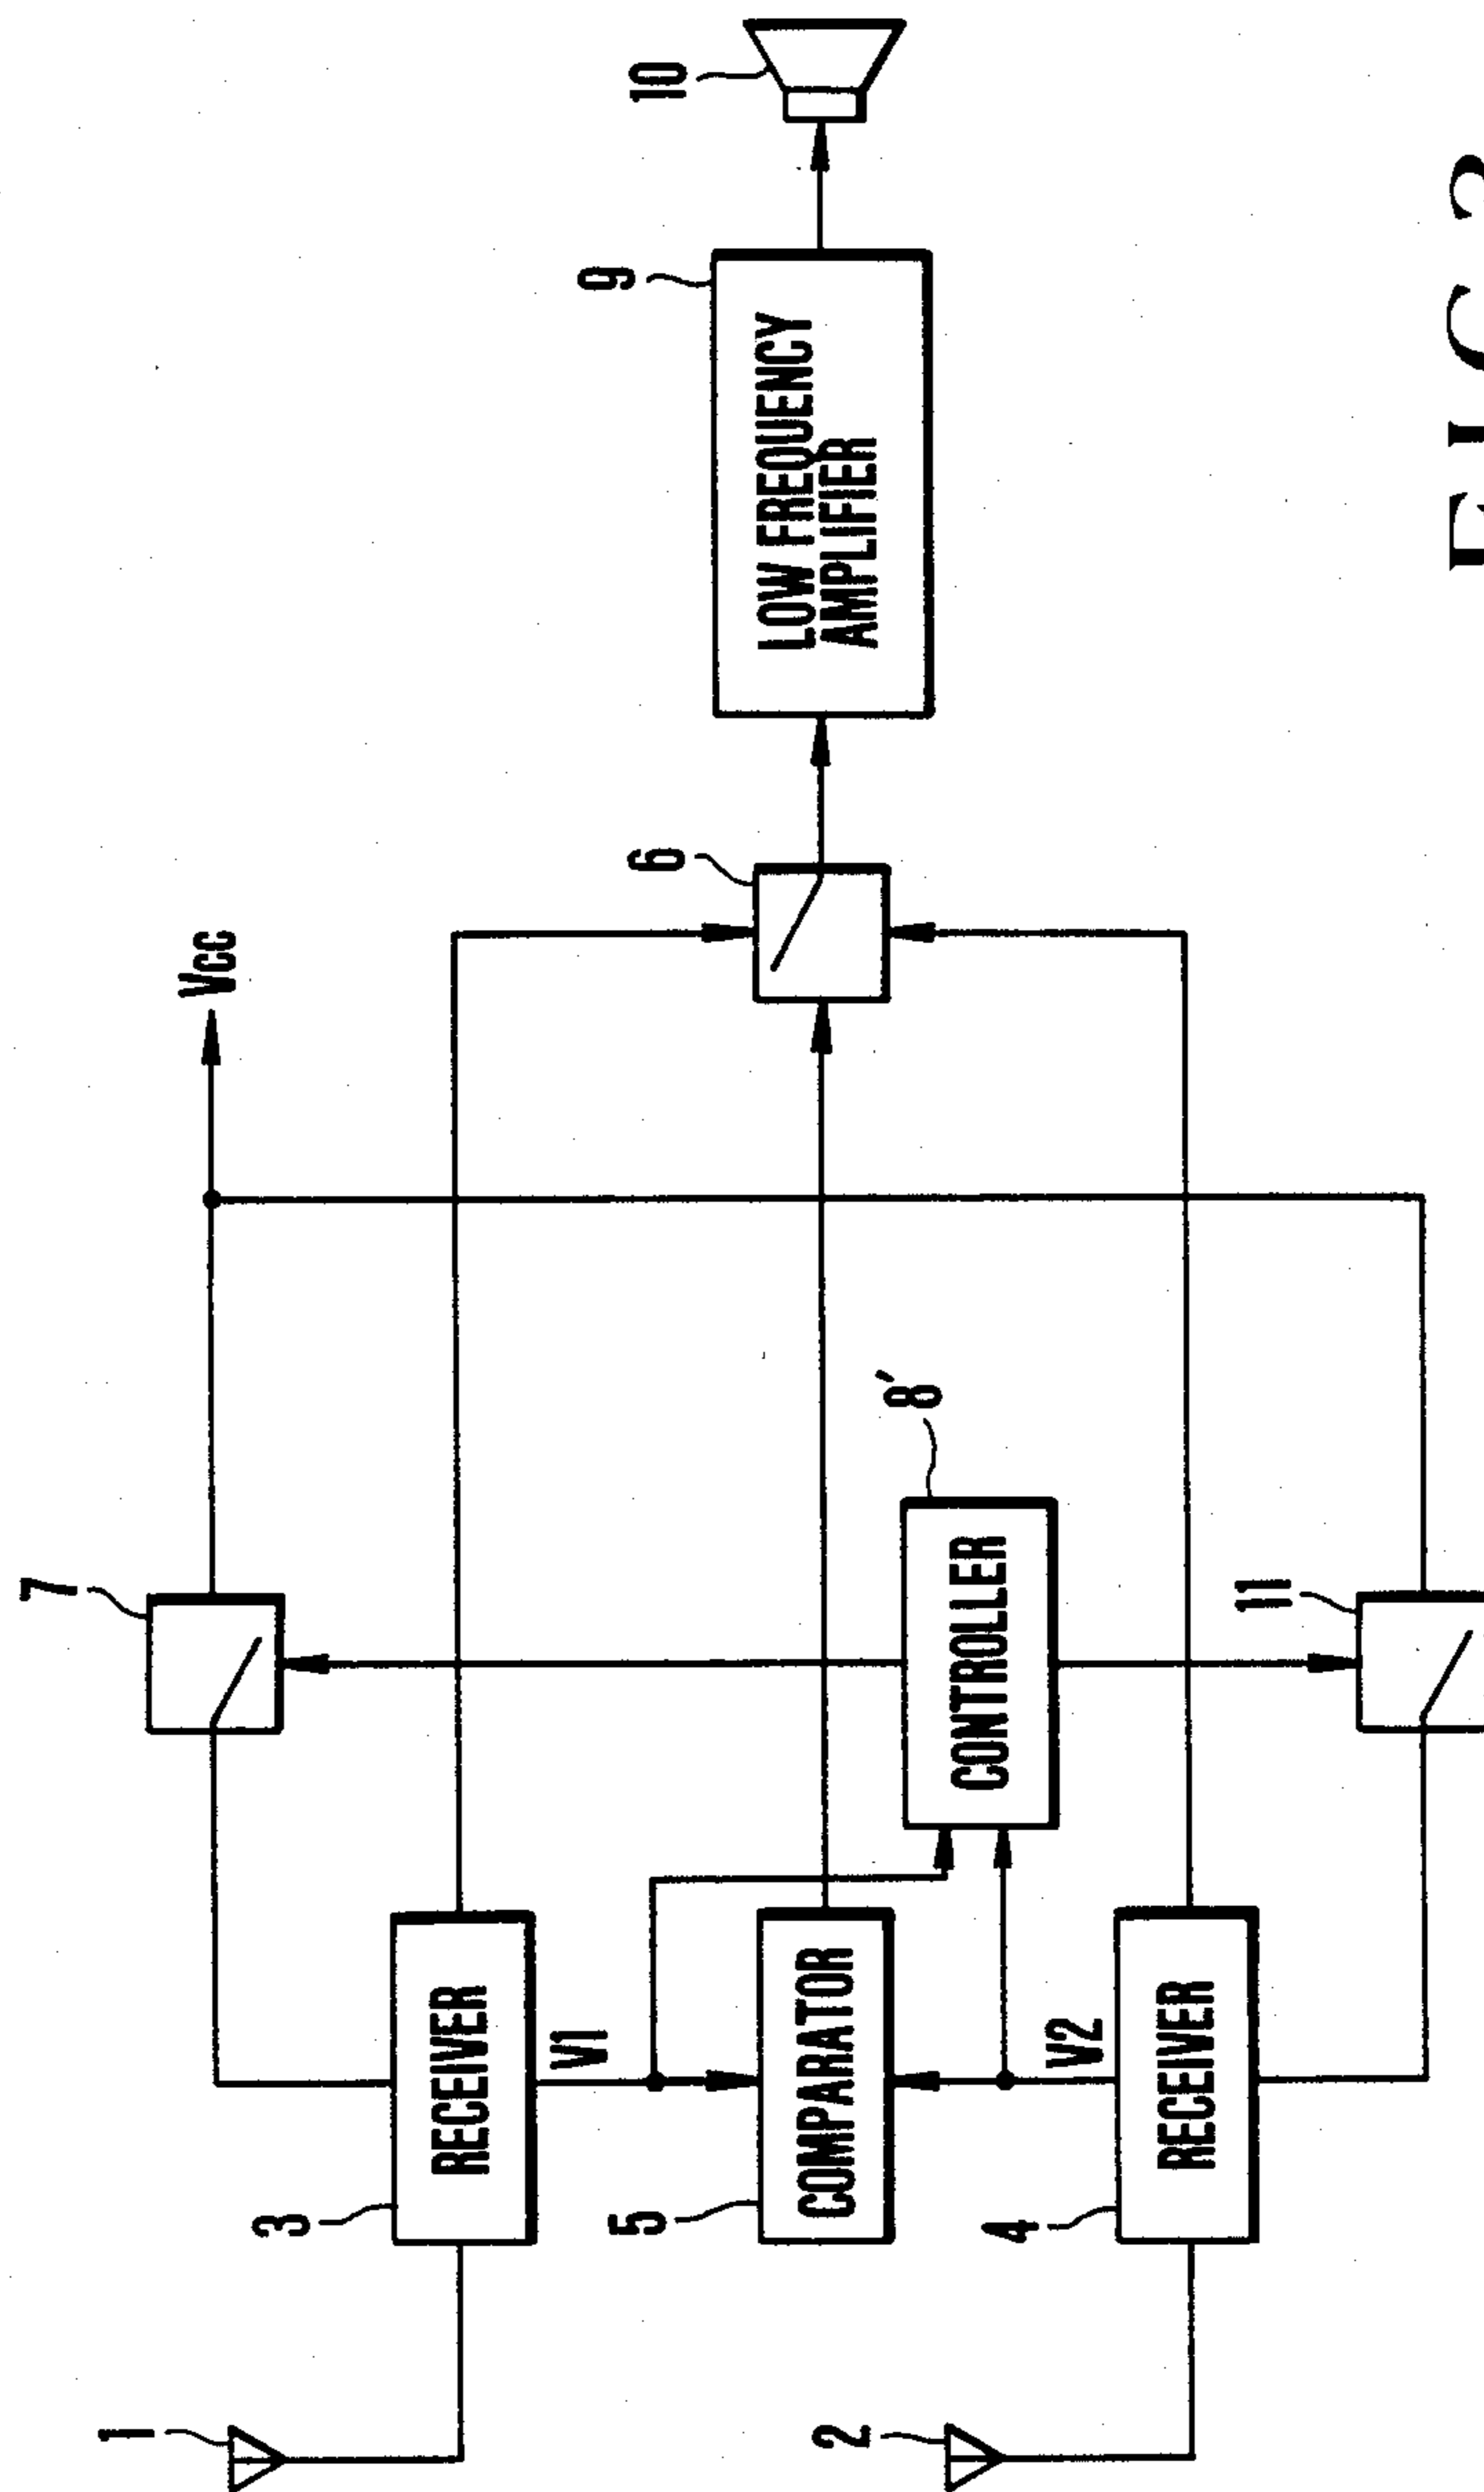 1
3
RECEIVER
7
Vcc
V1
5
COMPARATOR
6
9
LOW FREQUENCY
AMPLIFIER
10
8'
CONTROLLER
V2
2
4
RECEIVER
11